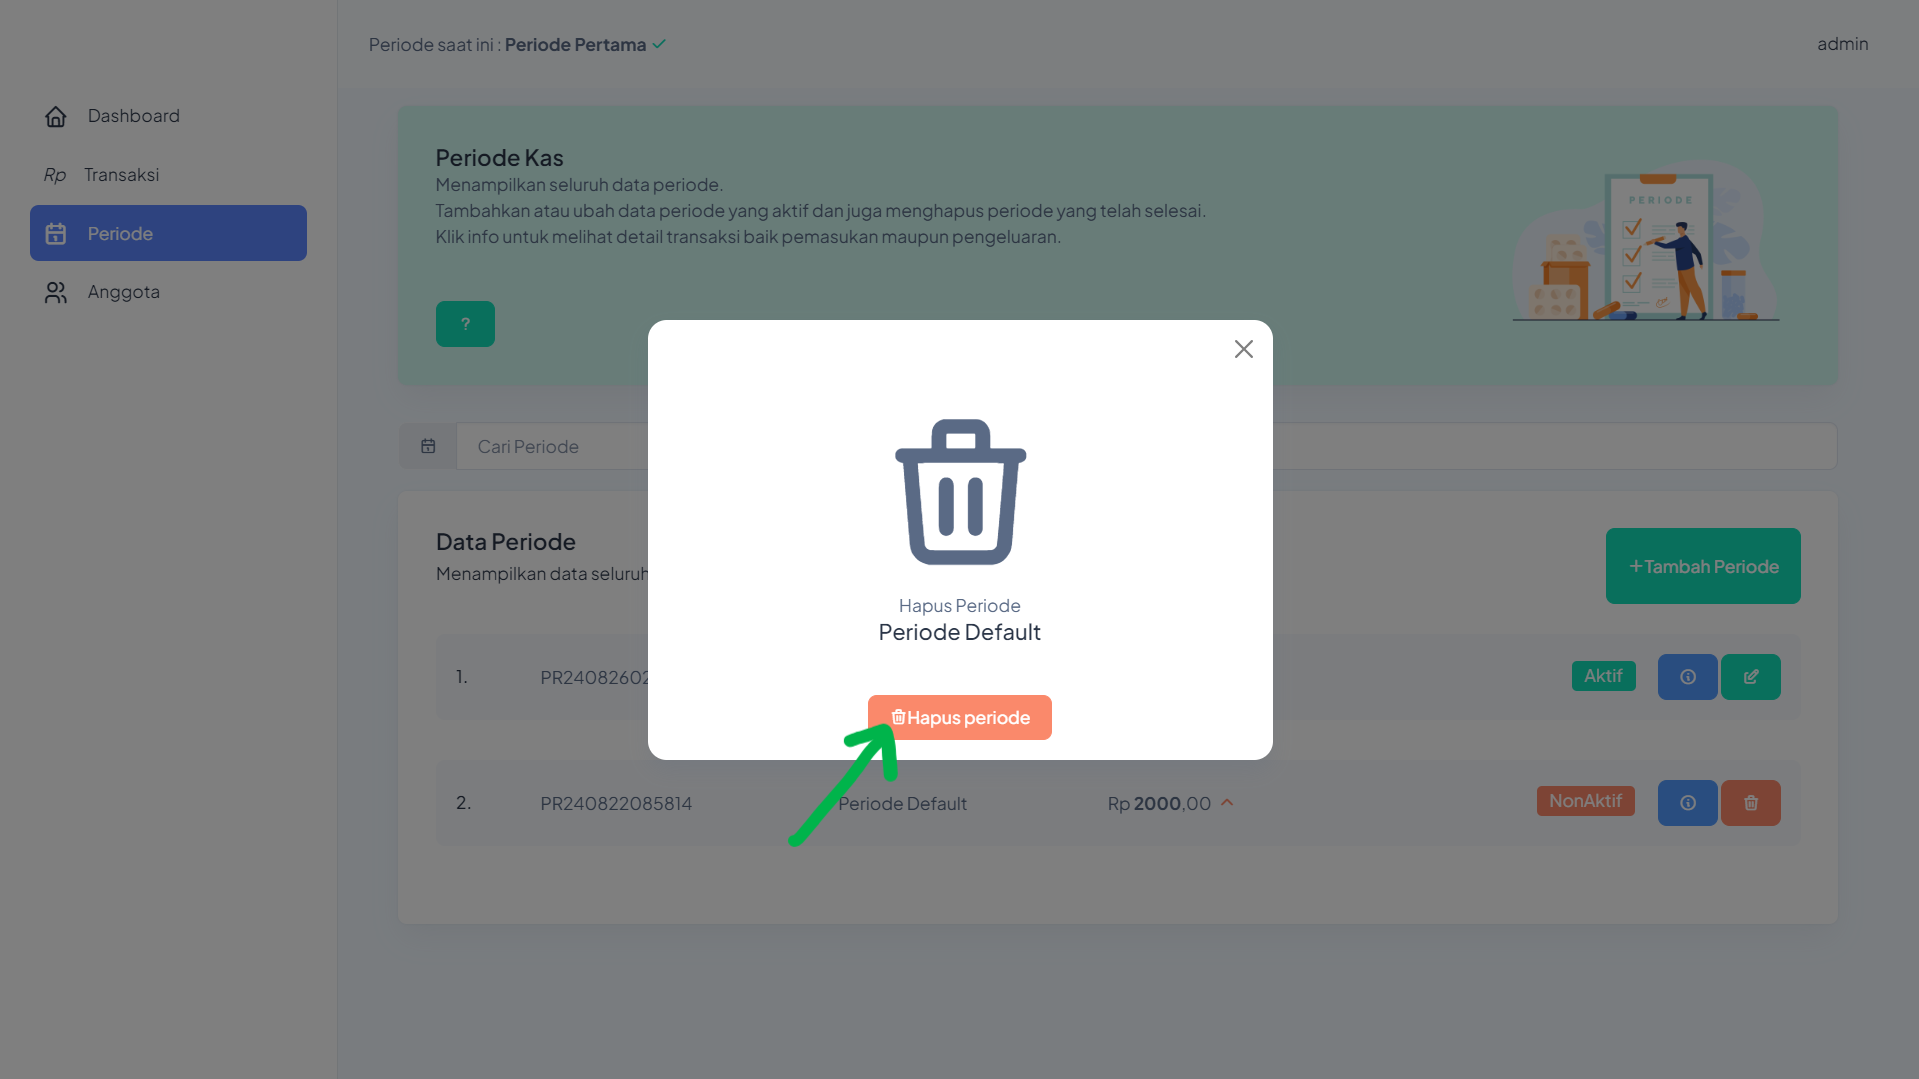 Periode saat ini : Periode Pertama
admin
Dashboard
Rp Transaksi
Periode
Anggota
Periode Kas
Menampilkan seluruh data periode.
Tambahkan atau ubah data periode yang aktif dan juga menghapus periode yang telah selesai.
Klik info untuk melihat detail transaksi baik pemasukan maupun pengeluaran.
?
PERIODE
Cari Periode
Data Periode
Menampilkan data seluruh
+Tambah Periode
Hapus Periode
Periode Default
Hapus periode
1.
PR24082602
Aktif
2.
PR240822085814
Periode Default
Rp 2000,00
NonAktif